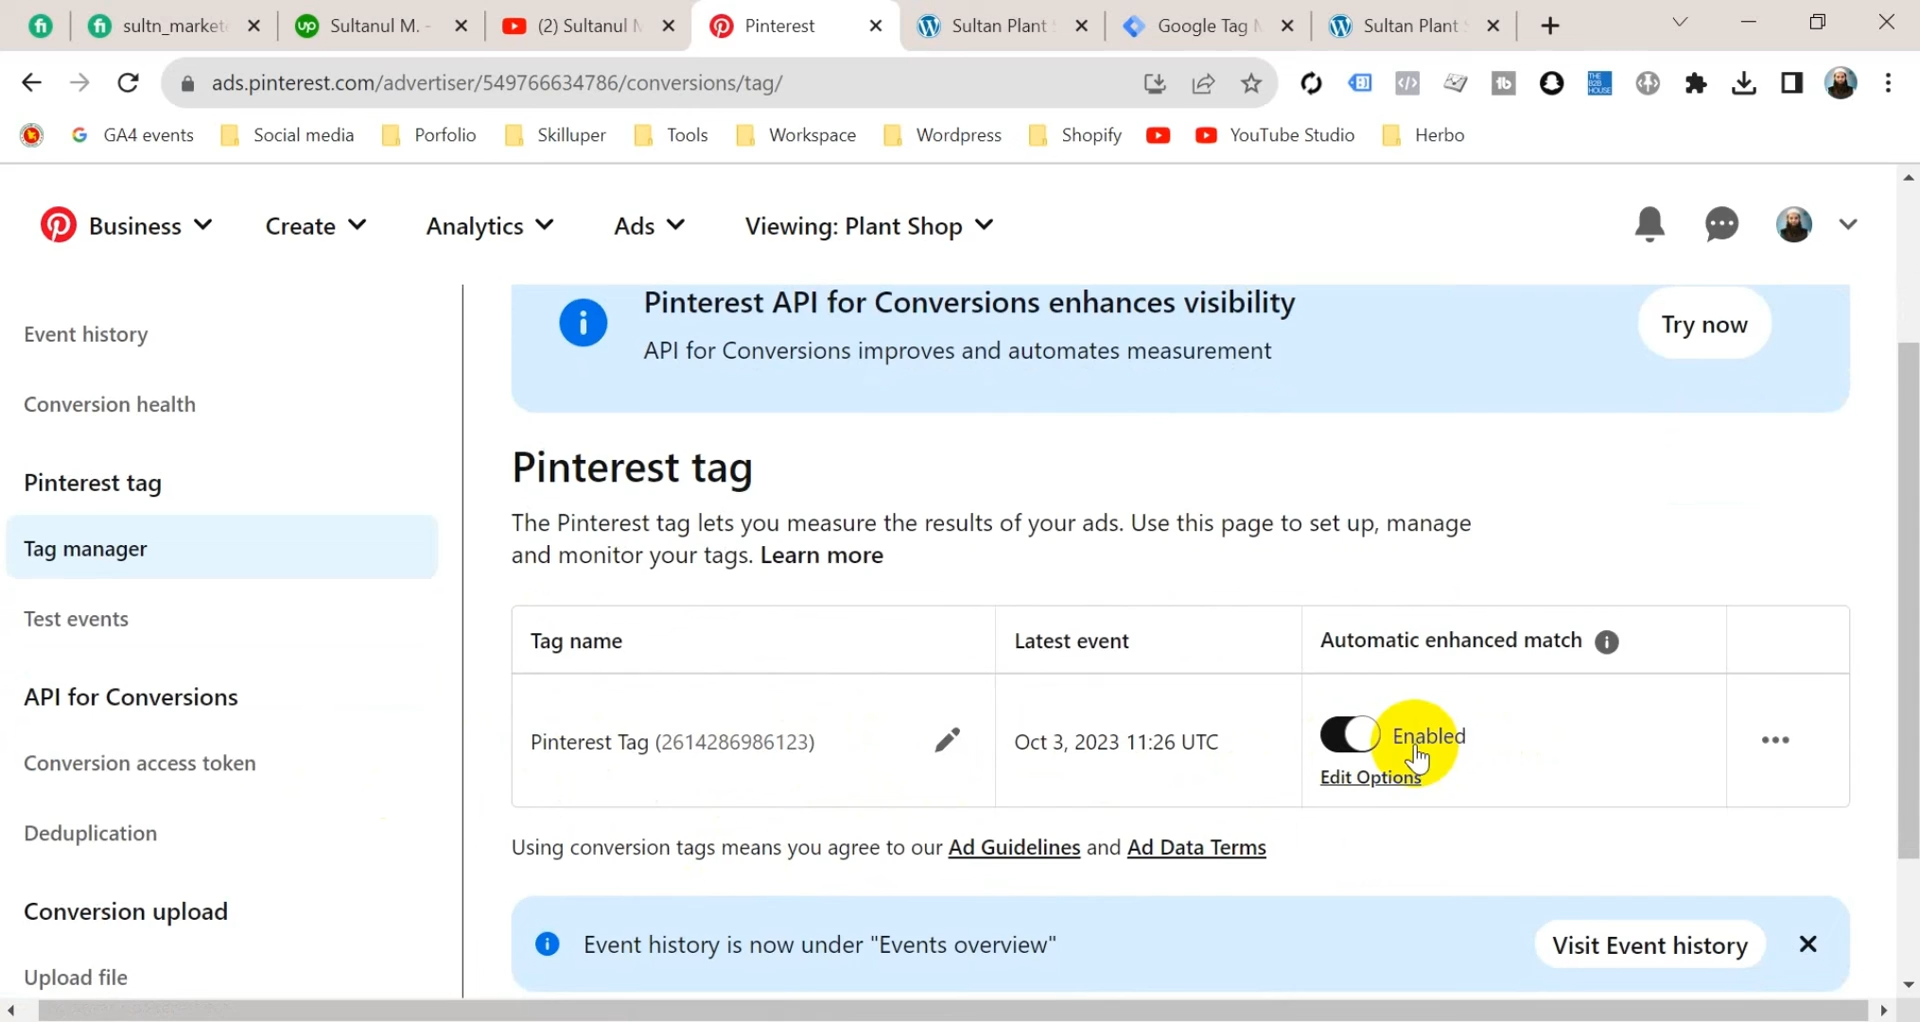 sultn_market
Sultanul M. -
(2) Sultanul M
Pinterest
Sultan Plant
Google Tag M
Sultan Plant
ads.pinterest.com/advertiser/549766634786/conversions/tag/
GA4 events
Social media
Porfolio
Skilluper
Tools
Workspace
Wordpress
Shopify
YouTube Studio
Herbo
Business
Create
Analytics
Ads
Viewing: Plant Shop
Event history
Conversion health
Pinterest tag
Tag manager
Test events
API for Conversions
Conversion access token
Deduplication
Conversion upload
Upload file
Pinterest API for Conversions enhances visibility
API for Conversions improves and automates measurement
Try now
Pinterest tag
The Pinterest tag lets you measure the results of your ads. Use this page to set up, manage
and monitor your tags. Learn more
Tag name
Latest event
Automatic enhanced match
Pinterest Tag (2614286986123)
Oct 3, 2023 11:26 UTC
Enabled
Edit Options
Using conversion tags means you agree to our Ad Guidelines and Ad Data Terms
Event history is now under "Events overview"
Visit Event history